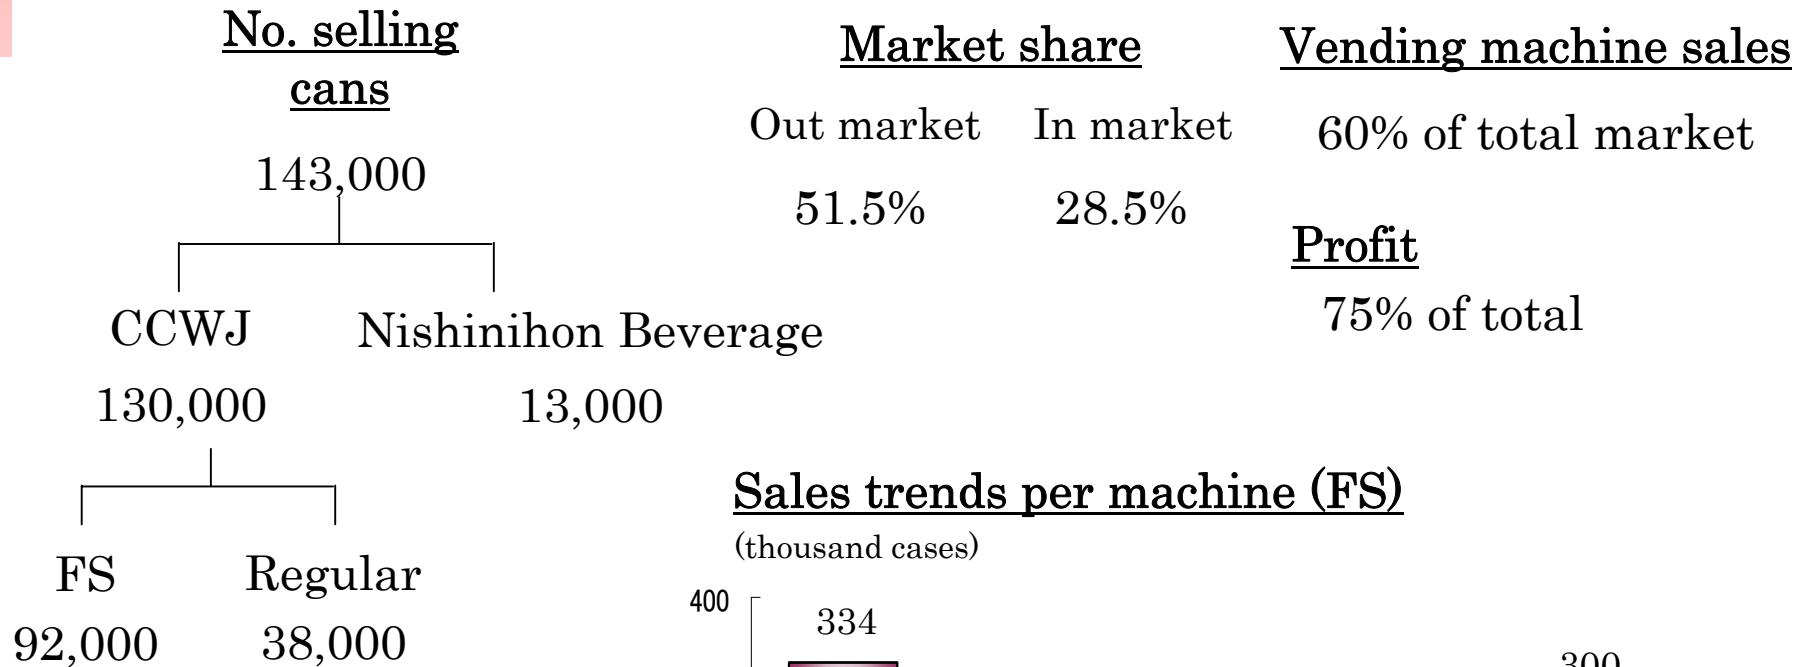 No. selling
cans
143,000
CCWJ
Nishinihon Beverage
130,000
13,000
FS
Regular
92,000
38,000
Market share
Out market
In market
51.5%
28.5%
Vending machine sales
60% of total market
Profit
75% of total
Sales trends per machine (FS)
(thousand cases)
400
334
300